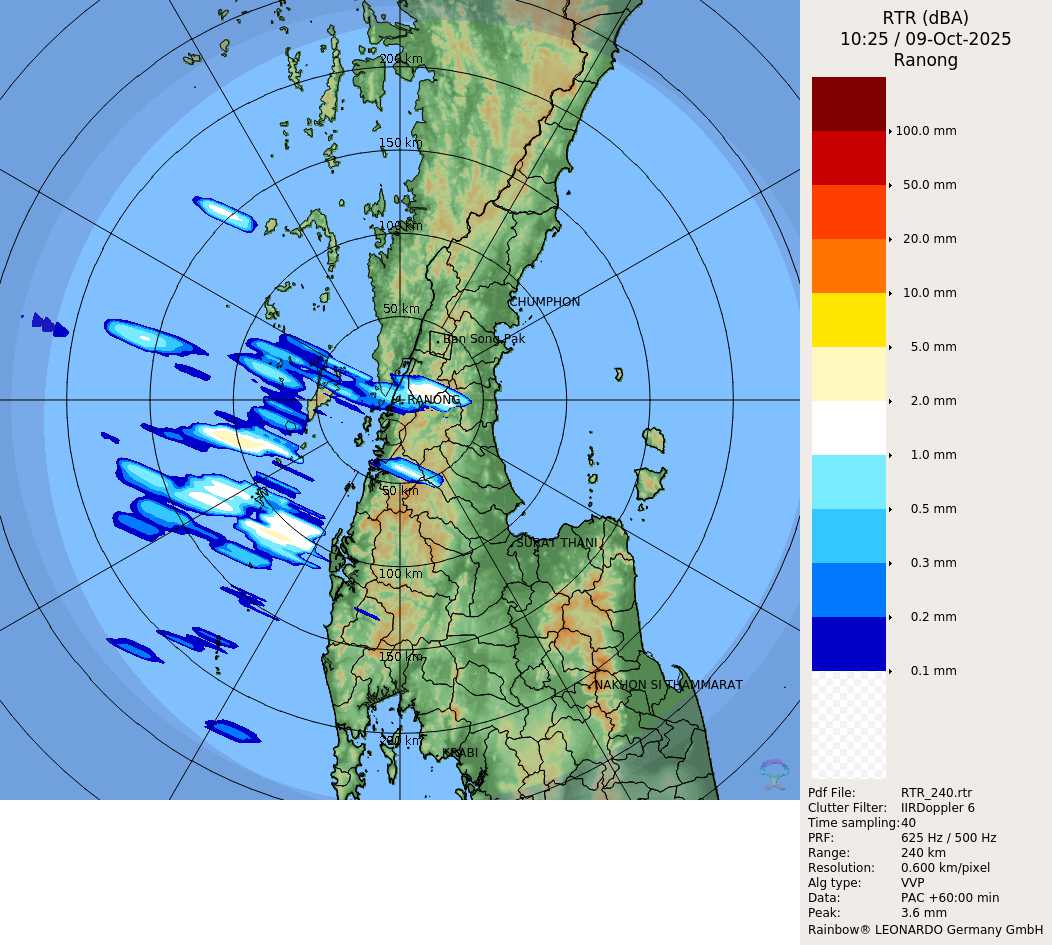 RTR (dBA)
10:25 / 09-Oct-2025
Ranong
100.0 mm
50.0 mm
20.0 mm
10.0 mm
5.0 mm
2.0 mm
1.0 mm
0.5 mm
0.3 mm
0.2 mm
0.1 mm
200 km
150 km
100 km
50 km
CHUMPHON
Ban Song Pak
RANONG
50 km
SURAT THANI
100 km
150 km
NAKHON SI THAMMARAT
200 km
KRABI
Pdf File: RTR_240.rtr
Clutter Filter: IIRDoppler 6
Time sampling: 40
PRF: 625 Hz / 500 Hz
Range: 240 km
Resolution: 0.600 km/pixel
Alg type: VVP
Data: PAC +60:00 min
Peak: 3.6 mm
Rainbow® LEONARDO Germany GmbH